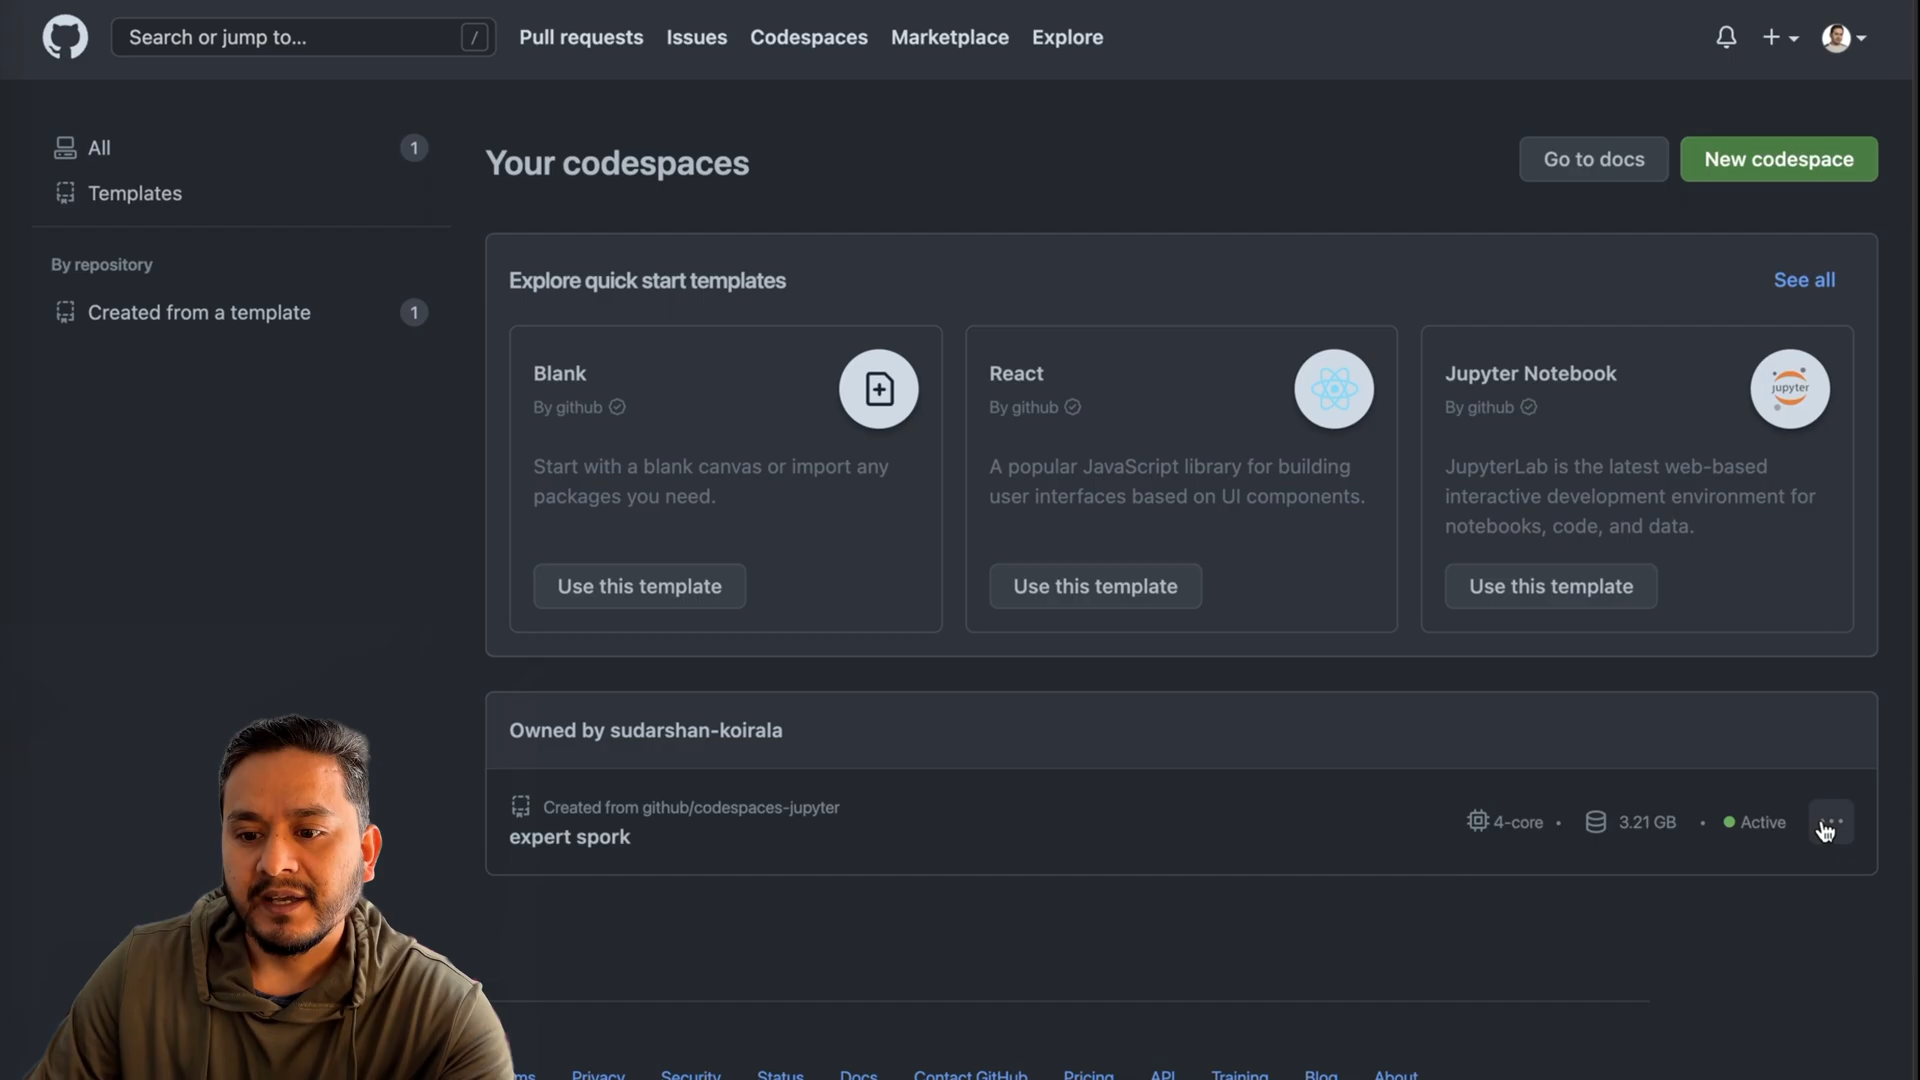 Search or jump to... /
Pull requests
Issues
Codespaces
Marketplace
Explore
All 1
Templates
By repository
Created from a template 1
Your codespaces
Go to docs
New codespace
Explore quick start templates
See all
Blank
By github
Start with a blank canvas or import any
packages you need.
Use this template
React
By github
A popular JavaScript library for building
user interfaces based on UI components.
Use this template
Jupyter Notebook
By github
jupyter
JupyterLab is the latest web-based
interactive development environment for
notebooks, code, and data.
Use this template
Owned by sudarshan-koirala
Created from github/codespaces-jupyter
expert spork
4-core • 3.21 GB • Active
Privacy
Security
Status
Docs
Contact GitHub
Pricing
API
Training
Blog
About